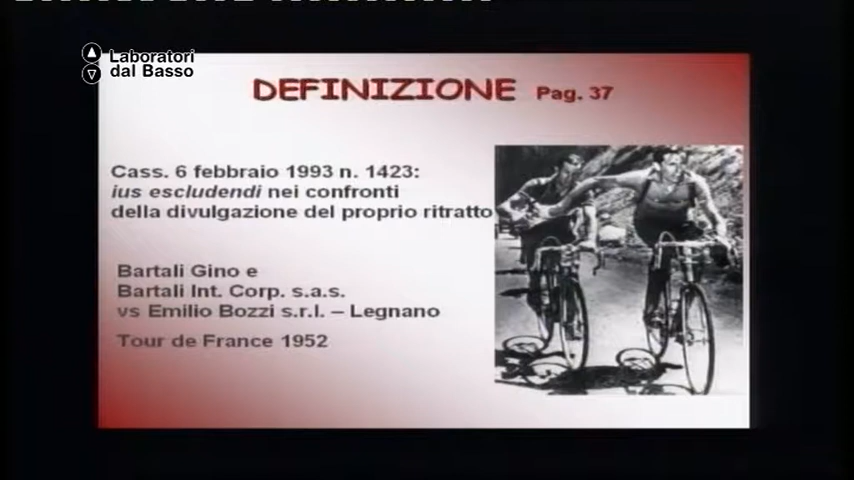 Laboratori
dal Basso
DEFINIZIONE Pag. 37
Cass. 6 febbraio 1993 n. 1423:
ius escludendi nei confronti
della divulgazione del proprio ritratto
Bartali Gino e
Bartali Int. Corp. s.a.s.
vs Emilio Bozzi s.r.l. – Legnano
Tour de France 1952